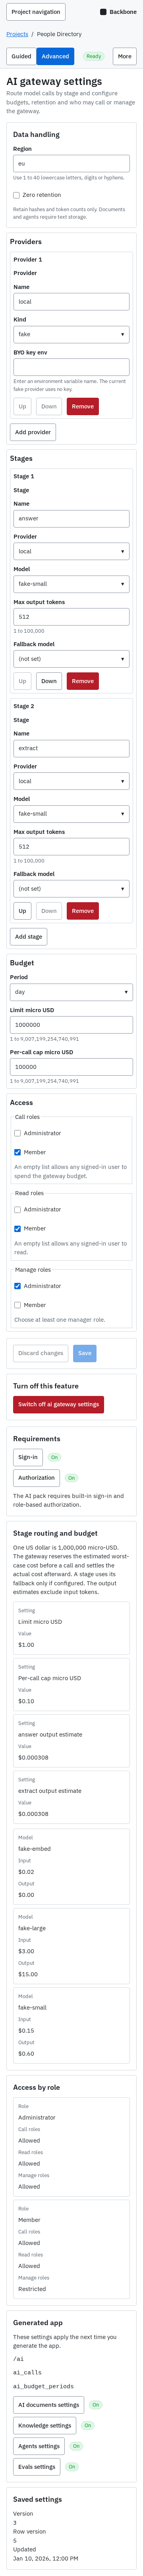 Project navigation
Backbone
Projects / People Directory
Guided
Advanced
Ready
More
AI gateway settings
Route model calls by stage and configure
budgets, retention and who may call or manage
the gateway.
Data handling
Region
eu
Use 1 to 40 lowercase letters, digits or hyphens.
Zero retention
Retain hashes and token counts only. Documents
and agents require text storage.
Providers
Provider 1
Provider
Name
local
Kind
fake
BYO key env
Enter an environment variable name. The current
fake provider uses no key.
Up
Down
Remove
Add provider
Stages
Stage 1
Stage
Name
answer
Provider
local
Model
fake-small
Max output tokens
512
1 to 100,000
Fallback model
(not set)
Up
Down
Remove
Stage 2
Stage
Name
extract
Provider
local
Model
fake-small
Max output tokens
512
1 to 100,000
Fallback model
(not set)
Up
Down
Remove
Add stage
Budget
Period
day
Limit micro USD
1000000
1 to 9,007,199,254,740,991
Per-call cap micro USD
100000
1 to 9,007,199,254,740,991
Access
Call roles
Administrator
Member
An empty list allows any signed-in user to
spend the gateway budget.
Read roles
Administrator
Member
An empty list allows any signed-in user to
read.
Manage roles
Administrator
Member
Choose at least one manager role.
Discard changes
Save
Turn off this feature
Switch off ai gateway settings
Requirements
Sign-in
On
Authorization
On
The AI pack requires built-in sign-in and
role-based authorization.
Stage routing and budget
One US dollar is 1,000,000 micro-USD.
The gateway reserves the estimated worst-
case cost before a call and settles the
actual cost afterward. A stage uses its
fallback only if configured. The output
estimates exclude input tokens.
Setting
Limit micro USD
Value
$1.00
Setting
Per-call cap micro USD
Value
$0.10
Setting
answer output estimate
Value
$0.000308
Setting
extract output estimate
Value
$0.000308
Model
fake-embed
Input
$0.02
Output
$0.00
Model
fake-large
Input
$3.00
Output
$15.00
Model
fake-small
Input
$0.15
Output
$0.60
Access by role
Role
Administrator
Call roles
Allowed
Read roles
Allowed
Manage roles
Allowed
Role
Member
Call roles
Allowed
Read roles
Allowed
Manage roles
Restricted
Generated app
These settings apply the next time you
generate the app.
/ai
ai_calls
ai_budget_periods
AI documents settings
On
Knowledge settings
On
Agents settings
On
Evals settings
On
Saved settings
Version
3
Row version
5
Updated
Jan 10, 2026, 12:00 PM